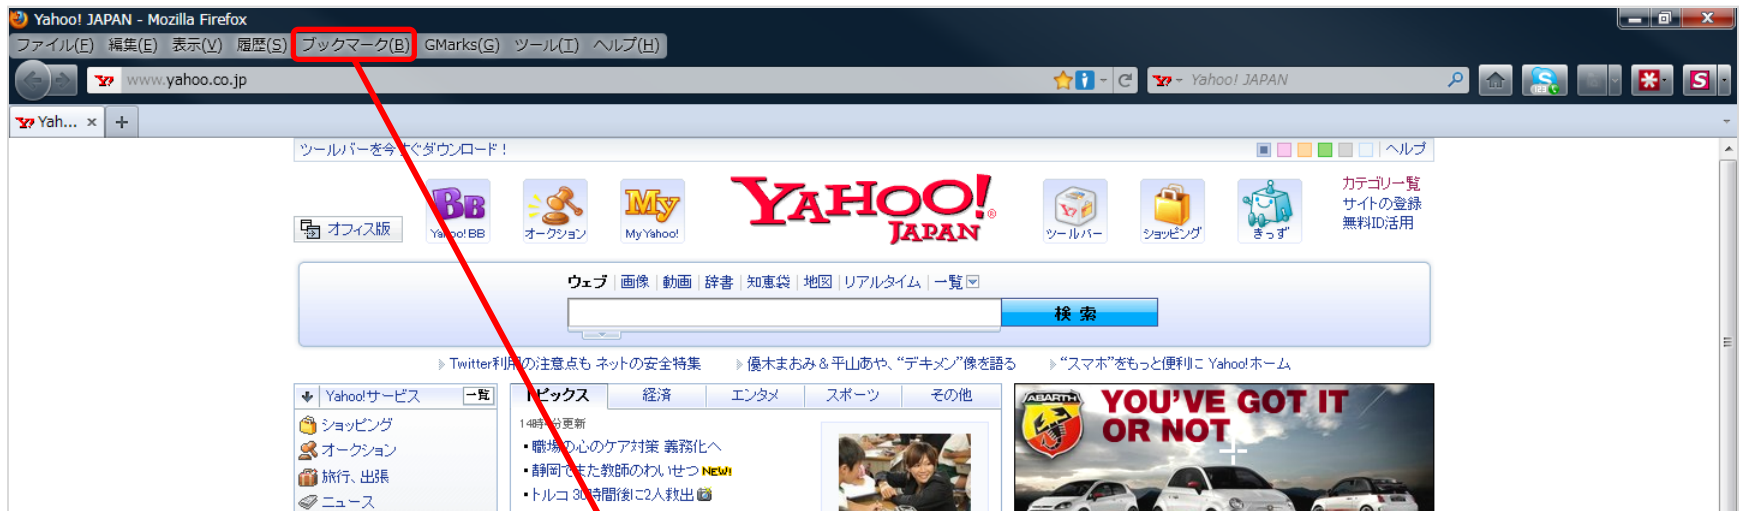 Yahoo! JAPAN - Mozilla Firefox
ファイル(F) 編集(E) 表示(V) 履歴(S) ブックマーク(B) GMarks(G) ツール(T) ヘルプ(H)
www.yahoo.co.jp
Yahoo! JAPAN
Yah...
ツールバーを今すぐダウンロード!
ヘルプ
オフィス版
BB
Yahoo! BB
オークション
My
My Yahoo!
YAHOO!
JAPAN
ツールバー
ショッピング
きっず
カテゴリ一覧
サイトの登録
無料ID活用
ウェブ 画像 動画 辞書 知恵袋 地図 リアルタイム 一覧
検索
Twitter利用の注意点も ネットの安全特集
優木まおみ&平山あや、“デキメン”像を語る
“スマホ”をもっと便利に Yahoo!ホーム
Yahoo!サービス 一覧
ショッピング
オークション
旅行、出張
ニュース
トピックス 経済 エンタメ スポーツ その他
・職場の心のケア対策 義務化へ
・静岡でまた教師のわいせつ NEW!
・トルコ 30時間後に2人救出
ABARTH
YOU'VE GOT IT
OR NOT